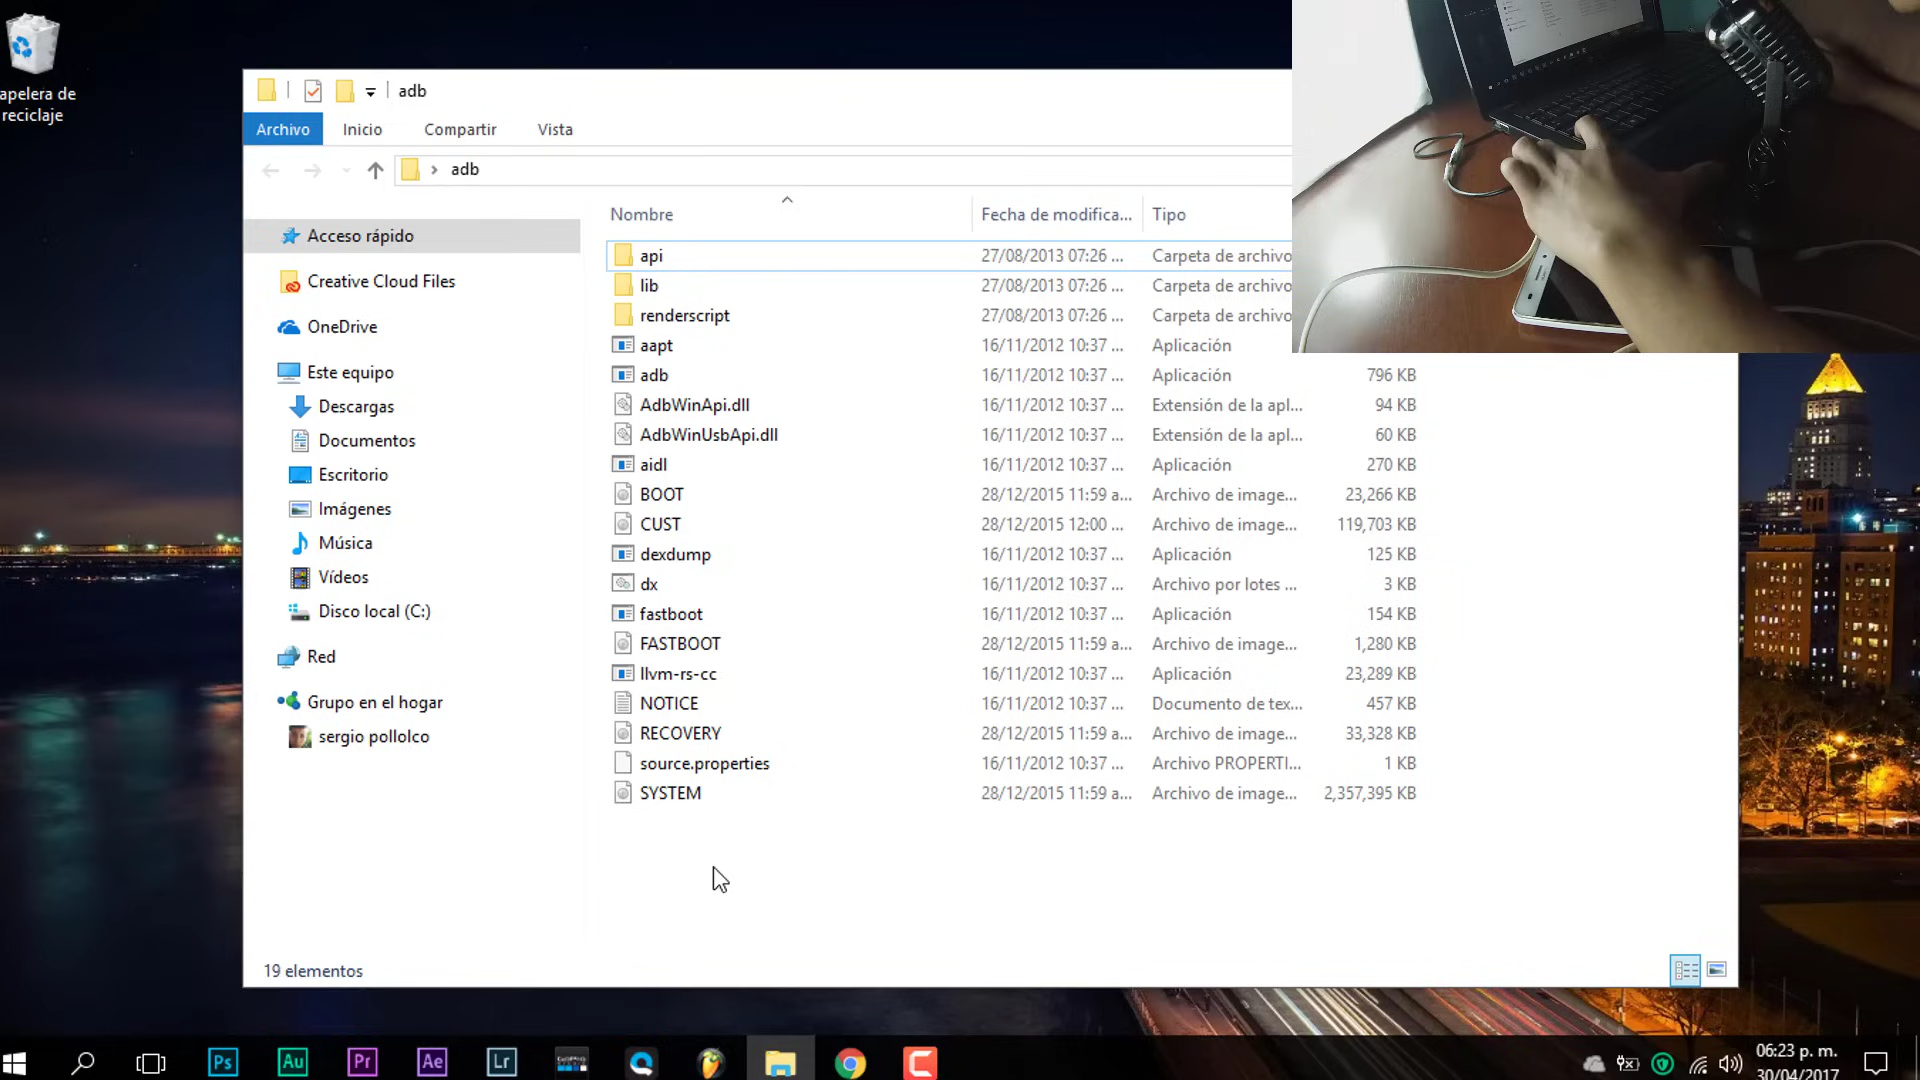 apelera de
reciclaje
adb
Archivo
Inicio
Compartir
Vista
adb
Nombre
Fecha de modifica...
Tipo
Acceso rápido
Creative Cloud Files
OneDrive
Este equipo
Descargas
Documentos
Escritorio
Imágenes
Música
Vídeos
Disco local (C:)
Red
Grupo en el hogar
sergio pollolco
api 27/08/2013 07:26 ... Carpeta de archivo
lib 27/08/2013 07:26 ... Carpeta de archivo
renderscript 27/08/2013 07:26 ... Carpeta de archivo
aapt 16/11/2012 10:37 ... Aplicación
adb 16/11/2012 10:37 ... Aplicación 796 KB
AdbWinApi.dll 16/11/2012 10:37 ... Extensión de la apl... 94 KB
AdbWinUsbApi.dll 16/11/2012 10:37 ... Extensión de la apl... 60 KB
aidl 16/11/2012 10:37 ... Aplicación 270 KB
BOOT 28/12/2015 11:59 a... Archivo de image... 23,266 KB
CUST 28/12/2015 12:00 ... Archivo de image... 119,703 KB
dexdump 16/11/2012 10:37 ... Aplicación 125 KB
dx 16/11/2012 10:37 ... Archivo por lotes ... 3 KB
fastboot 16/11/2012 10:37 ... Aplicación 154 KB
FASTBOOT 28/12/2015 11:59 a... Archivo de image... 1,280 KB
llvm-rs-cc 16/11/2012 10:37 ... Aplicación 23,289 KB
NOTICE 16/11/2012 10:37 ... Documento de tex... 457 KB
RECOVERY 28/12/2015 11:59 a... Archivo de image... 33,328 KB
source.properties 16/11/2012 10:37 ... Archivo PROPERTI... 1 KB
SYSTEM 28/12/2015 11:59 a... Archivo de image... 2,357,395 KB
19 elementos
Ps
Au
Pr
Ae
Lr
06:23 p. m.
30/04/2017